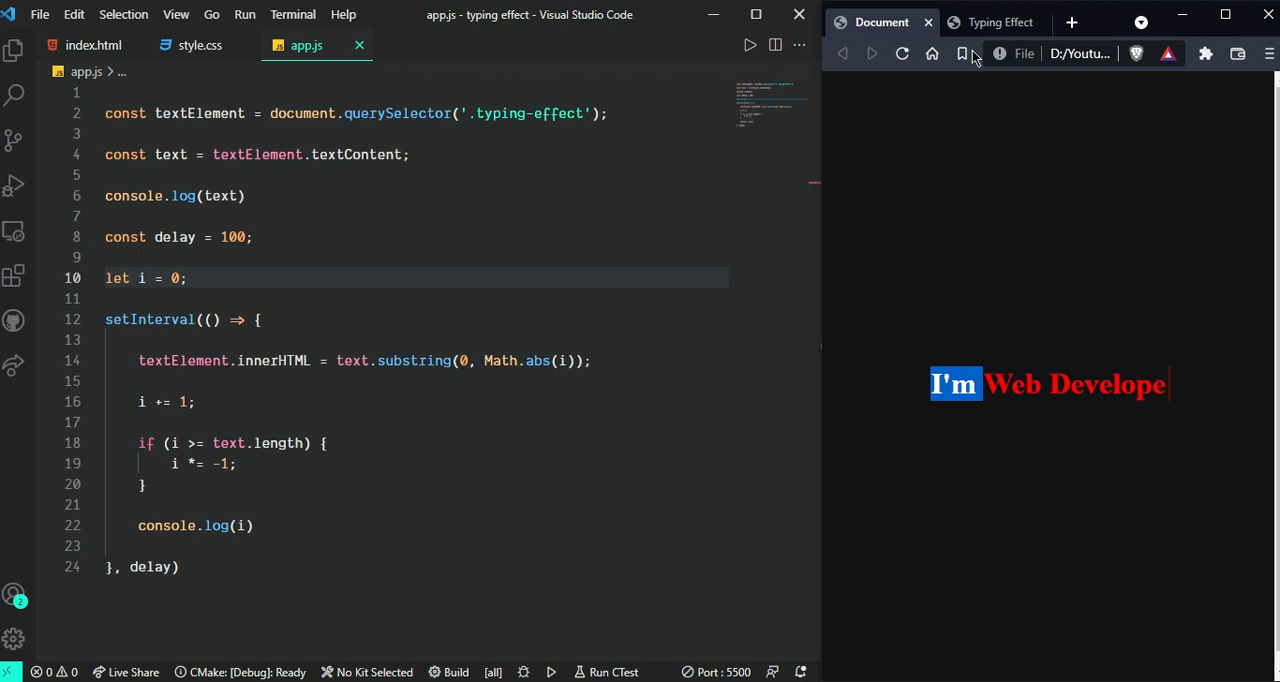 File Edit Selection View Go Run Terminal Help app.js - typing effect - Visual Studio Code
index.html style.css app.js
app.js > ...
1
2 const textElement = document.querySelector('.typing-effect');
3
4 const text = textElement.textContent;
5
6 console.log(text)
7
8 const delay = 100;
9
10 let i = 0;
11
12 setInterval(() => {
13
14 textElement.innerHTML = text.substring(0, Math.abs(i));
15
16 i += 1;
17
18 if (i >= text.length) {
19 i *= -1;
20 }
21
22 console.log(i)
23
24 }, delay)
2
0 0 Live Share CMake: [Debug]: Ready No Kit Selected Build [all] Run CTest Port : 5500
Document Typing Effect
File D:/Youtu...
I'm Web Develope